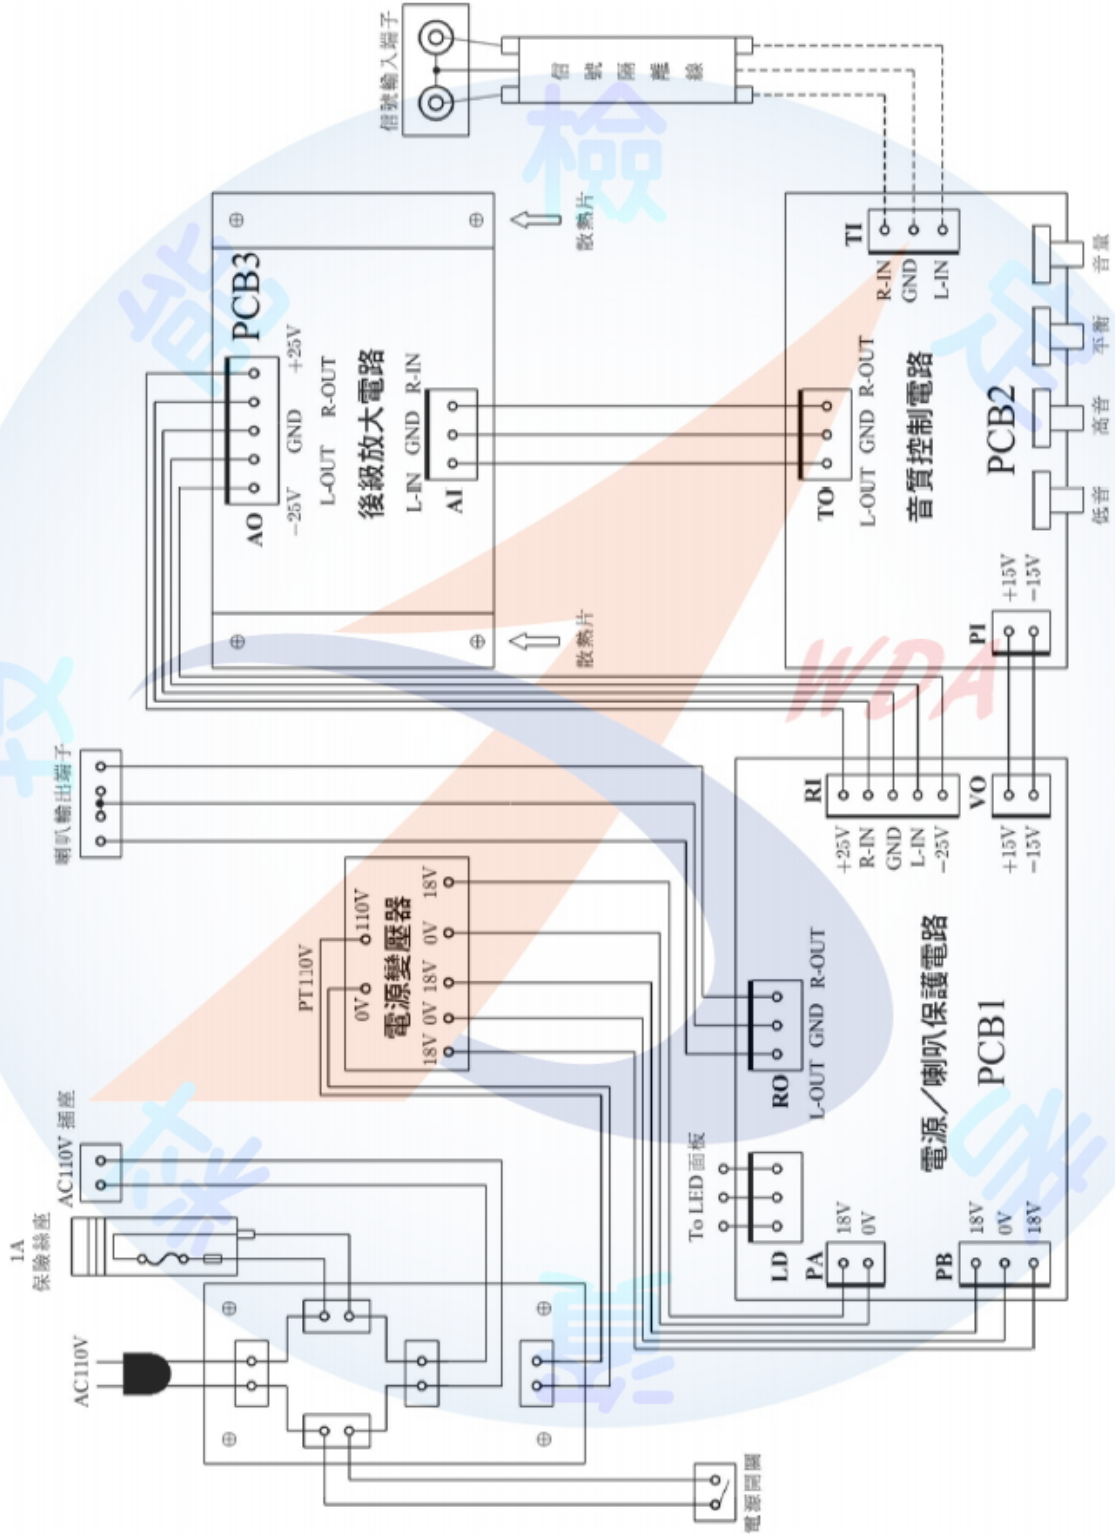 信號輸入端子
信號隔離線
散熱片
散熱片
PCB3
AO
+25V
GND
−25V
R-OUT
L-OUT
後級放大電路
L-IN GND R-IN
AI
TI
R-IN
GND
L-IN
TO
L-OUT GND R-OUT
音質控制電路
PCB2
音量
平衡
高音
低音
PI
+15V
−15V
喇叭輸出端子
PT110V
0V
110V
電源變壓器
18V 0V 18V 0V 18V
RI
+25V
R-IN
GND
L-IN
−25V
VO
+15V
−15V
RO
L-OUT GND R-OUT
電源／喇叭保護電路
PCB1
To LED 面板
LD
PA
18V
0V
PB
18V
0V
18V
AC110V 插座
1A
保險絲座
AC110V
電源開關
技能檢定
WDA